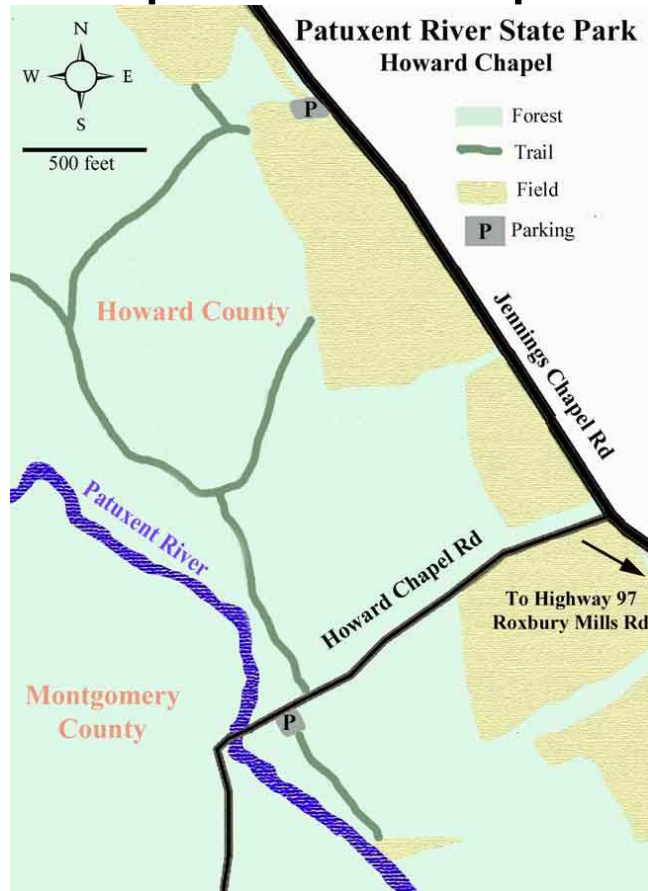 Patuxent River State Park
Howard Chapel
N
W
E
S
500 feet
Forest
Trail
Field
P
Parking
P
Howard County
Jennings Chapel Rd
Patuxent River
Howard Chapel Rd
To Highway 97
Roxbury Mills Rd
Montgomery
County
P